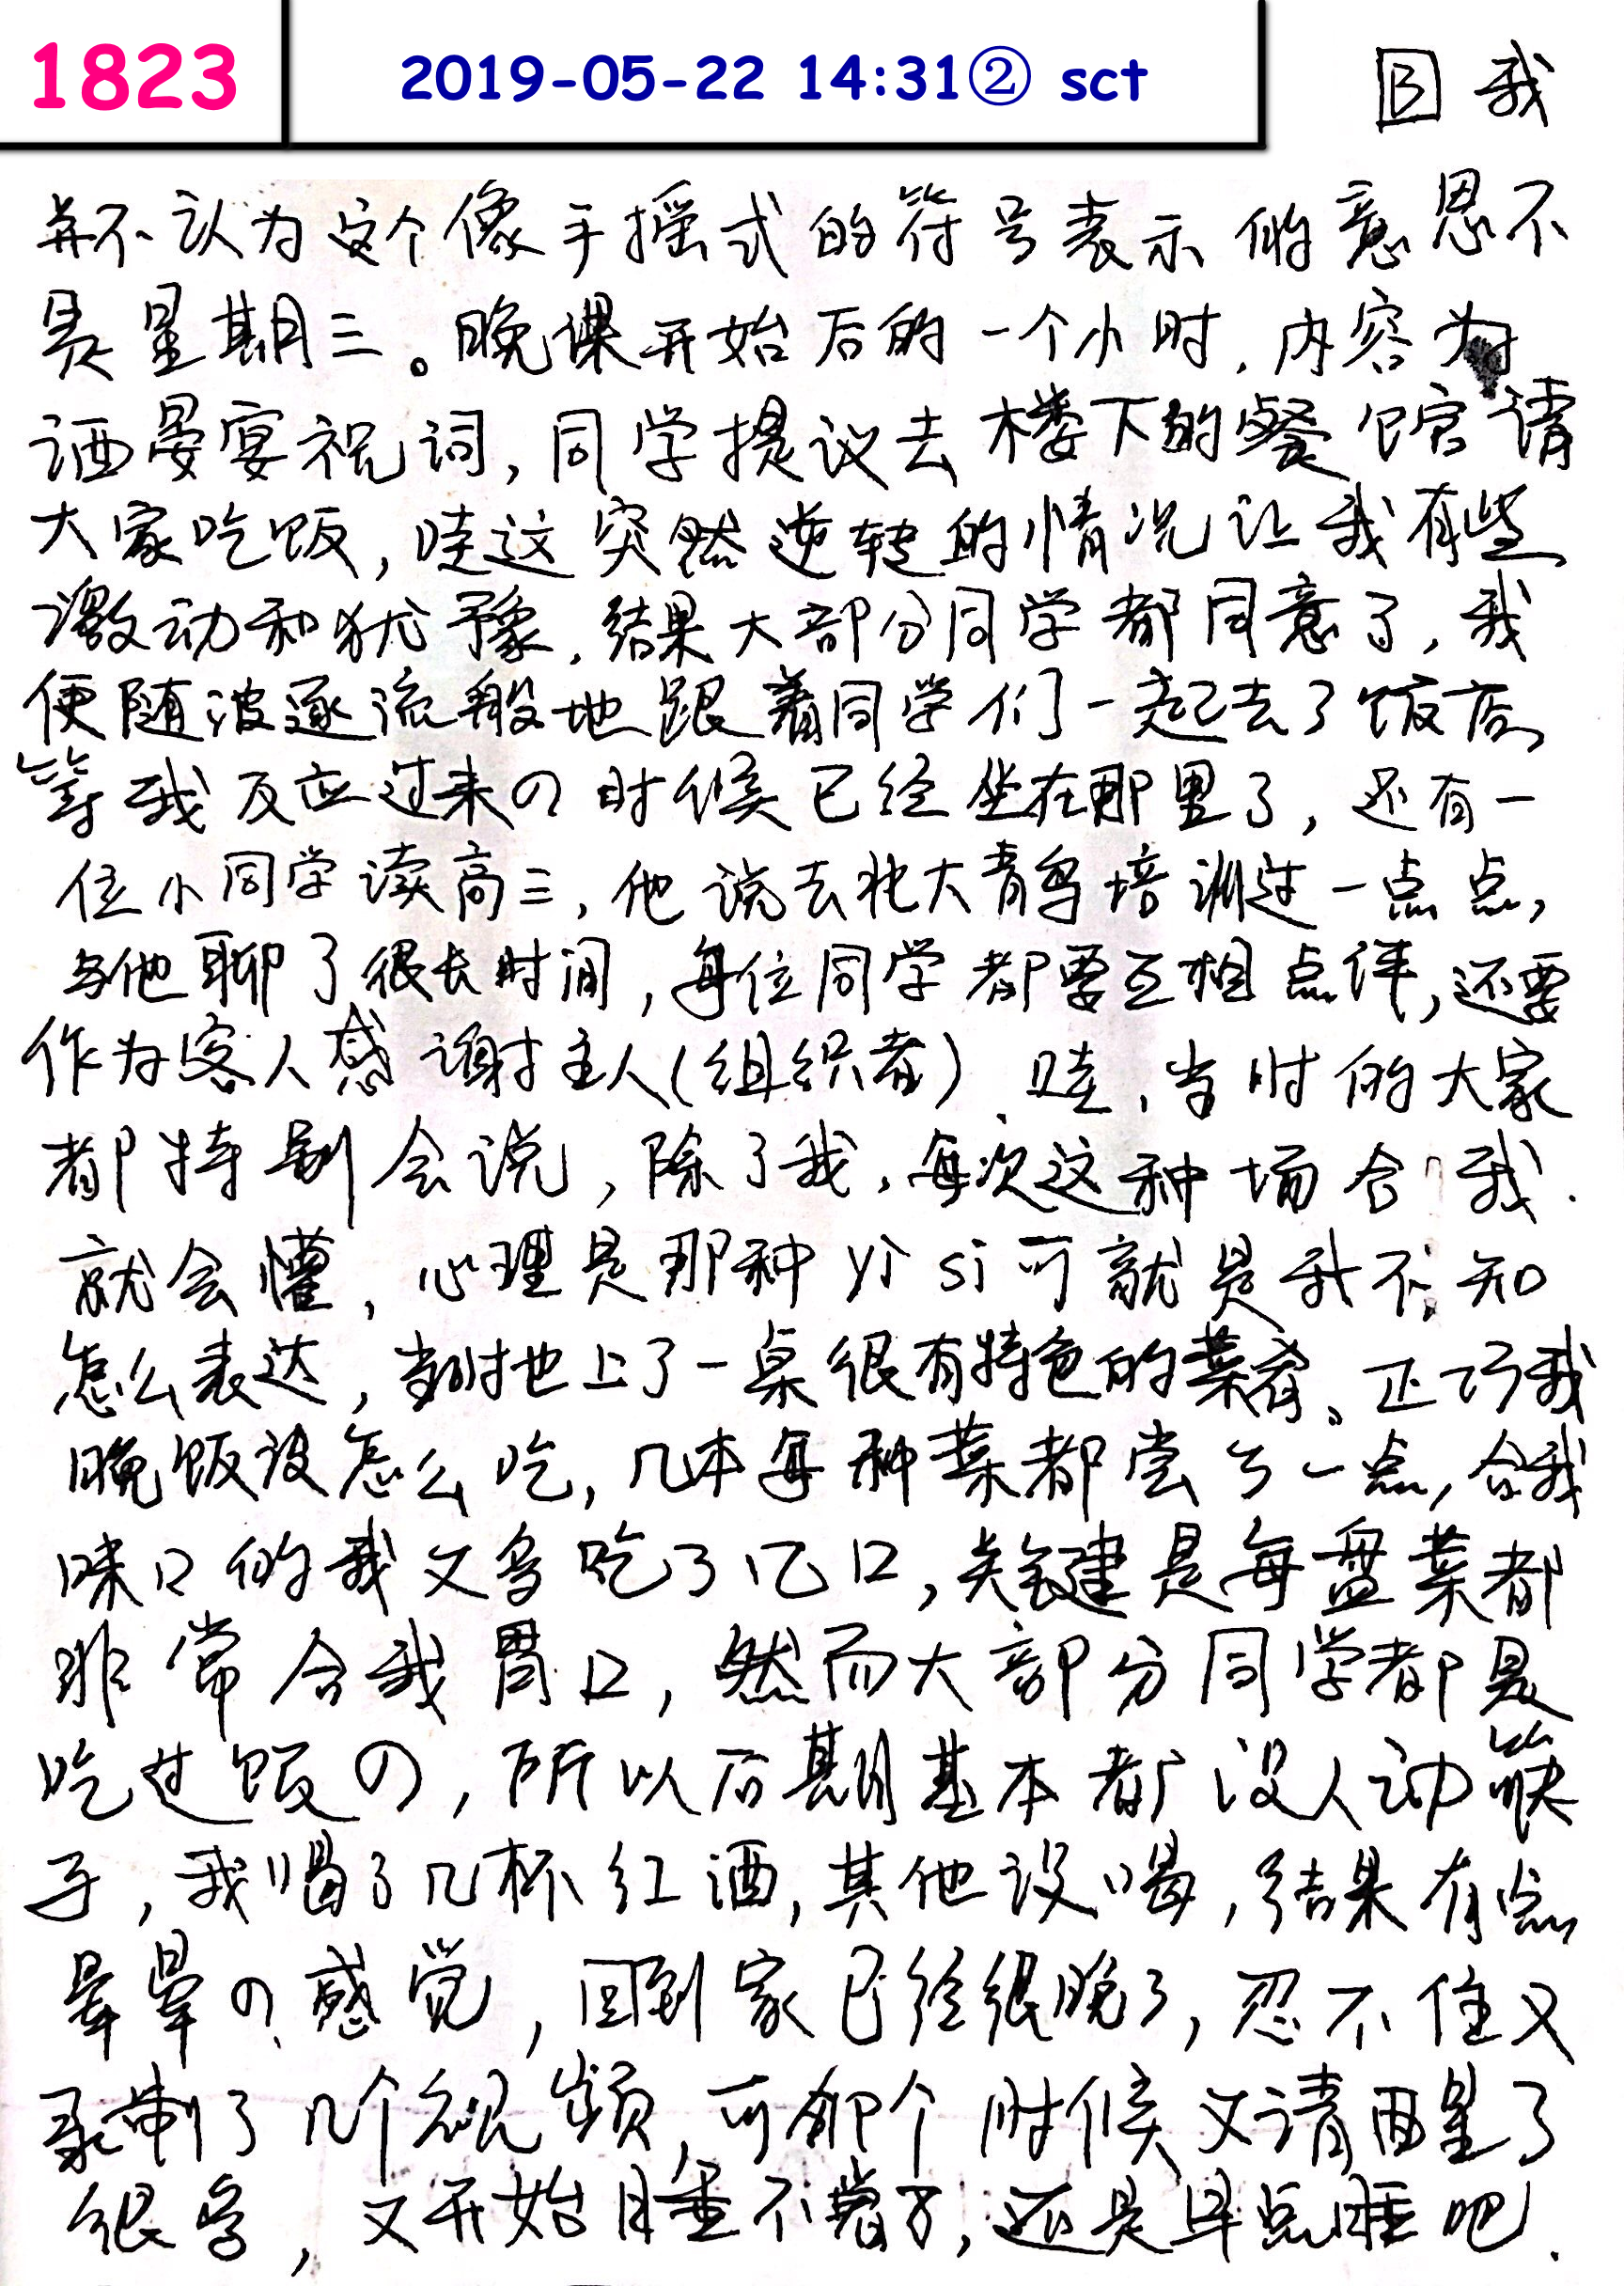 1823
2019-05-22 14:31② sct
B 我
并不认为这个像手摇式的符号表示的意思不
是星期三。晚课开始后的一个小时,内容为
酒宴祝词,同学提议去楼下的餐馆请
大家吃饭,哇这突然逆转的情况让我有些
激动和犹豫,结果大部分同学都同意了,我
便随波逐流般地跟着同学们一起去了饭店,
等我反应过来の时候已经坐在那里了,还有一
位小同学读高三,他说去北大青鸟培训过一点点,
与他聊了很长时间,每位同学都要互相点评,还要
作为客人感谢主人(组织者)、哇,当时的大家
都特别会说,除了我,每次这种场合我
就会懂,心理是那种yì si可就是我不知
怎么表达,当时也上了一桌很有特色的菜肴、正巧我
晚饭没怎么吃,几本每种菜都尝了一点,合我
味口的我又多吃了亿口,关键是每盘菜都
非常合我胃口,然而大部分同学都是
吃过饭の,所以后期基本都没人动筷
子,我喝了几杯红酒,其他没喝,结果有点
晕晕の感觉,回到家已经很晚了,忍不住又
录制了几个视频,可那个时候又清醒了
很多,又开始睡不着了,还是早点睡吧.